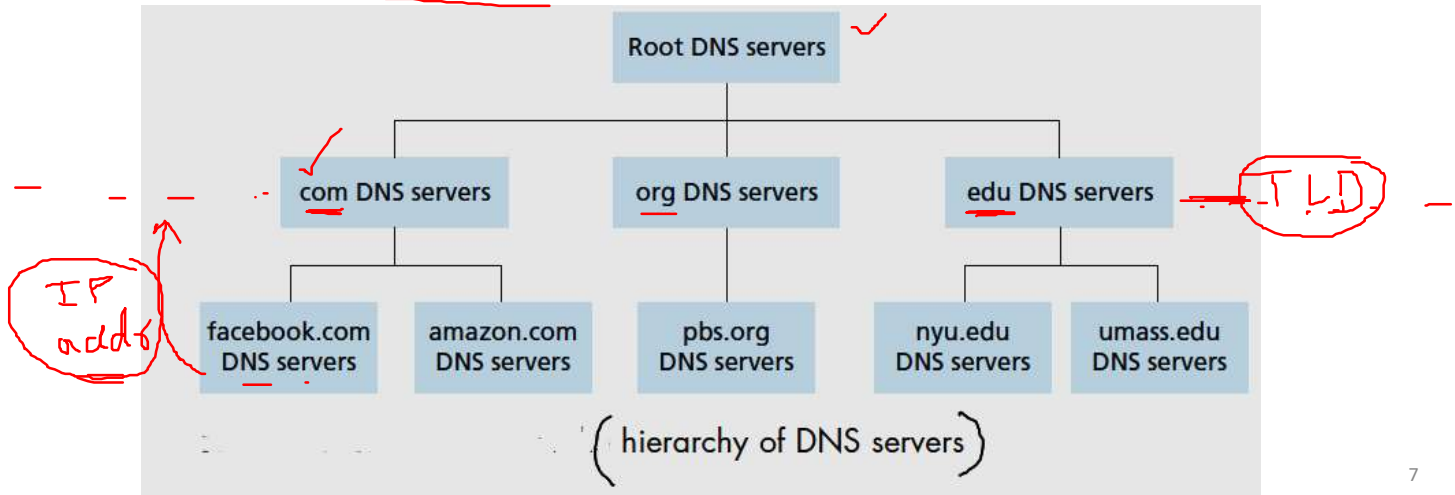 Root DNS servers
com DNS servers
org DNS servers
edu DNS servers
TLD
IP
addr
facebook.com
DNS servers
amazon.com
DNS servers
pbs.org
DNS servers
nyu.edu
DNS servers
umass.edu
DNS servers
(hierarchy of DNS servers)
7